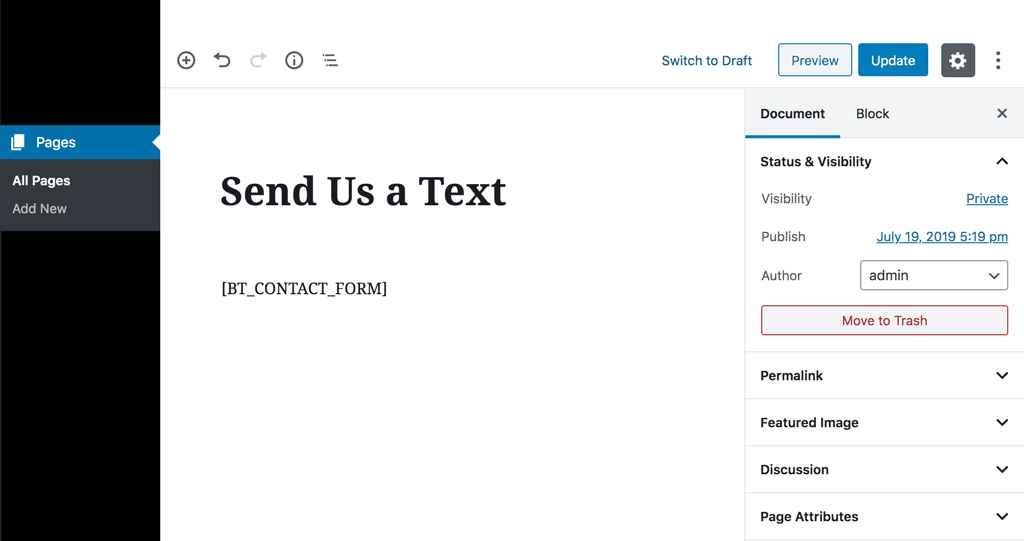 Switch to Draft Preview Update
Pages
All Pages
Add New
Send Us a Text
[BT_CONTACT_FORM]
Document Block
Status & Visibility
Visibility Private
Publish July 19, 2019 5:19 pm
Author admin
Move to Trash
Permalink
Featured Image
Discussion
Page Attributes